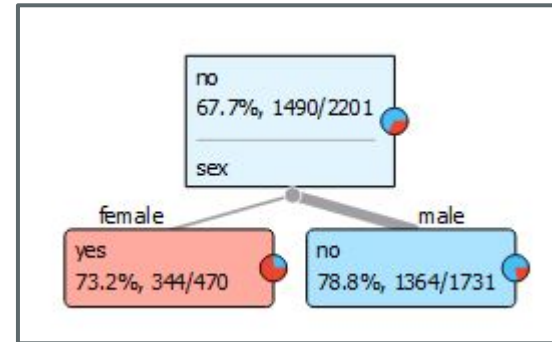 no
67.7%, 1490/2201
sex
female
male
yes
73.2%, 344/470
no
78.8%, 1364/1731